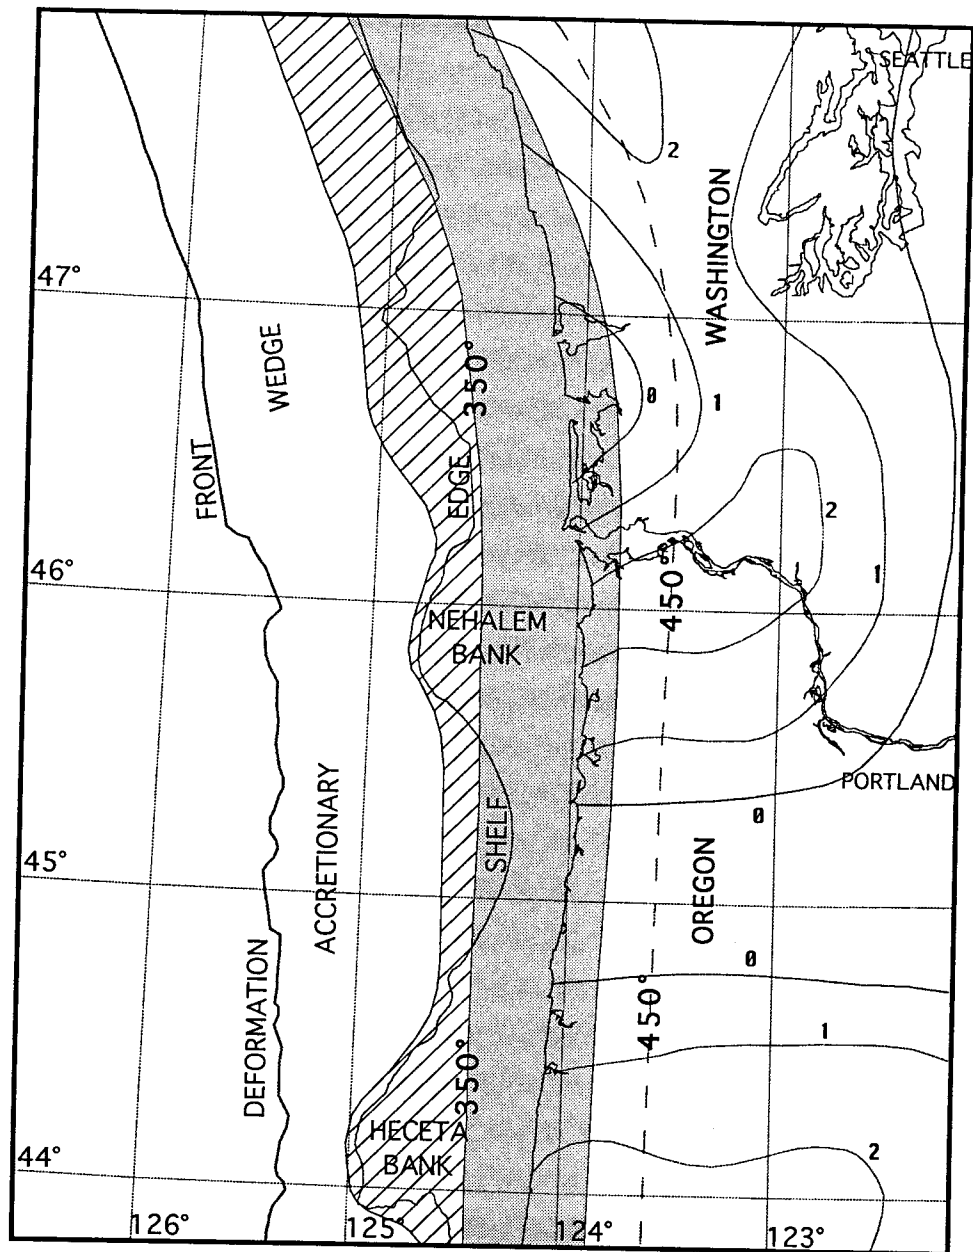 SEATTLE
2
WASHINGTON
47°
WEDGE
350°
0
1
FRONT
EDGE
2
46°
450°
1
NEHALEM
BANK
PORTLAND
SHELF
0
45°
ACCRETIONARY
OREGON
0
DEFORMATION
450°
1
350°
HECETA
BANK
2
44°
126°
125°
124°
123°